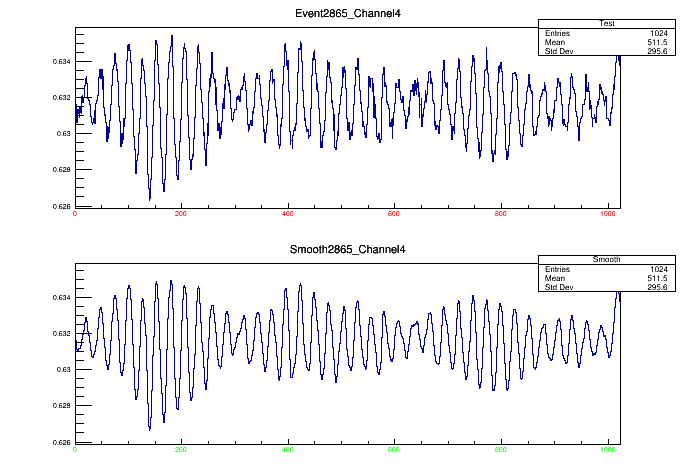 Event2865_Channel4
Test
Entries 1024
Mean 511.5
Std Dev 295.6
0.634
0.632
0.63
0.628
0.626
0 200 400 600 800 1000
Smooth2865_Channel4
Smooth
Entries 1024
Mean 511.5
Std Dev 295.6
0.634
0.632
0.63
0.628
0.626
0 200 400 600 800 1000